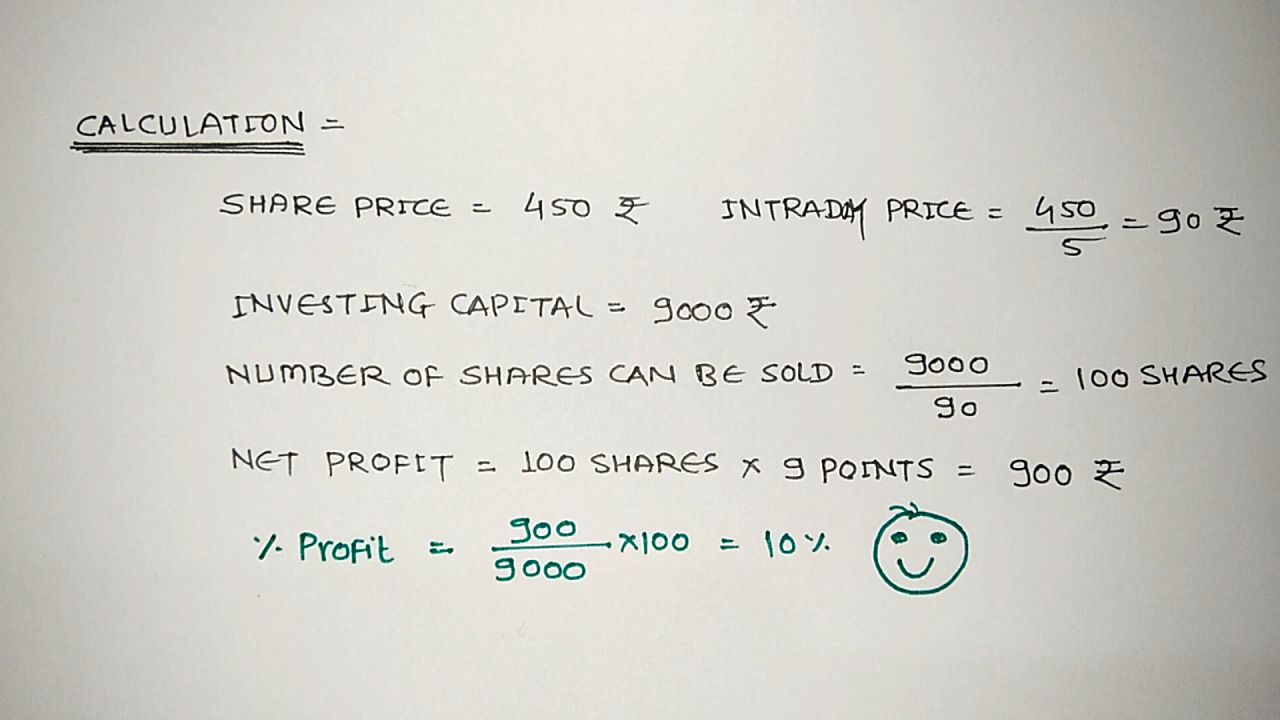 CALCULATION =
SHARE PRICE = 450 ₹ INTRADAY PRICE = 450/5 = 90 ₹
INVESTING CAPITAL = 9000 ₹
NUMBER OF SHARES CAN BE SOLD = 9000/90 = 100 SHARES
NET PROFIT = 100 SHARES × 9 POINTS = 900 ₹
% Profit = 900/9000 ×100 = 10%